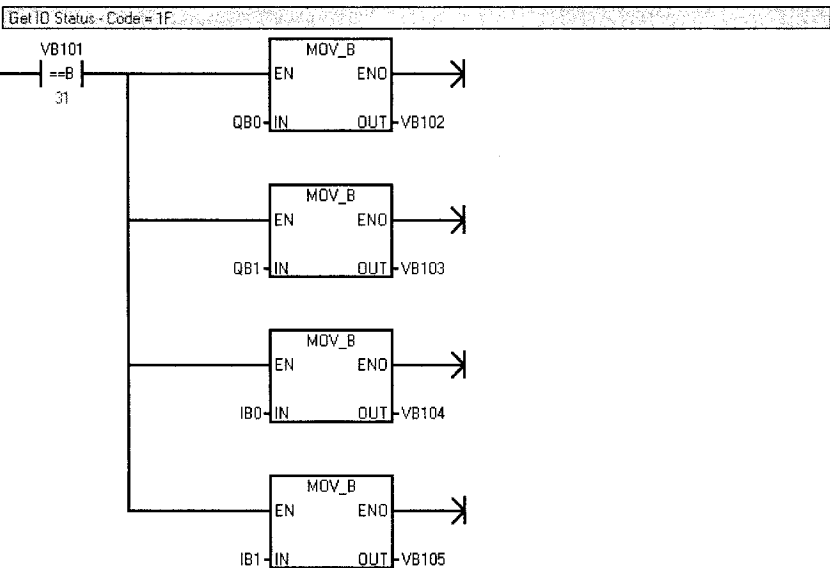 Get IO Status - Code = 1F
VB101
==B
31
MOV_B
EN ENO
QB0 IN OUT VB102
MOV_B
EN ENO
QB1 IN OUT VB103
MOV_B
EN ENO
IB0 IN OUT VB104
MOV_B
EN ENO
IB1 IN OUT VB105